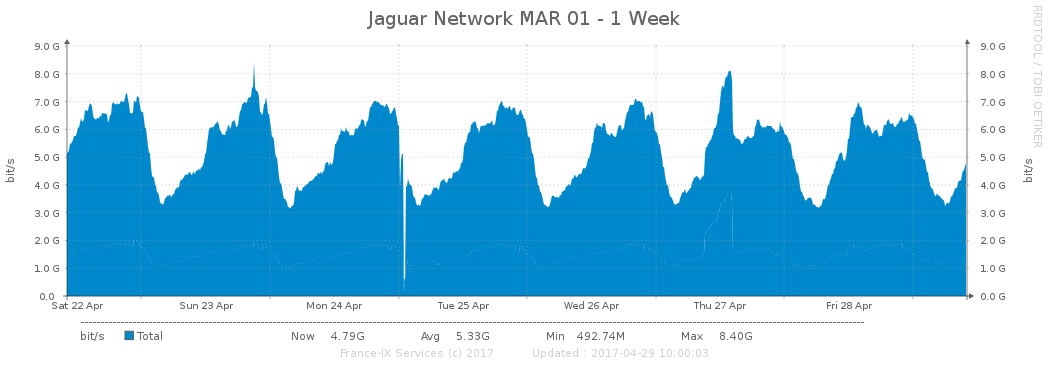 Jaguar Network MAR 01 - 1 Week
RRDTOOL / TOBI OETIKER
bit/s
9.0 G
8.0 G
7.0 G
6.0 G
5.0 G
4.0 G
3.0 G
2.0 G
1.0 G
0.0
9.0 G
8.0 G
7.0 G
6.0 G
5.0 G
4.0 G
3.0 G
2.0 G
1.0 G
0.0 G
bit/s
Sat 22 Apr Sun 23 Apr Mon 24 Apr Tue 25 Apr Wed 26 Apr Thu 27 Apr Fri 28 Apr
bit/s Total Now 4.79G Avg 5.33G Min 492.74M Max 8.40G
France-IX Services (c) 2017 Updated : 2017-04-29 10:00:03